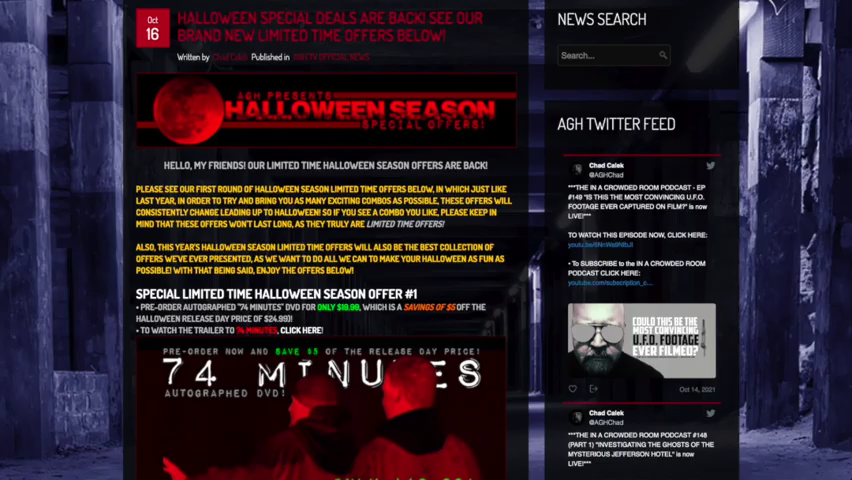 Oct
16
HALLOWEEN SPECIAL DEALS ARE BACK! SEE OUR
BRAND NEW LIMITED TIME OFFERS BELOW!
Written by Chad Calek Published in OFFICIAL NEWS
AGH PRESENTS
HALLOWEEN SEASON
SPECIAL OFFERS!
HELLO, MY FRIENDS! OUR LIMITED TIME HALLOWEEN SEASON OFFERS ARE BACK!
PLEASE SEE OUR FIRST ROUND OF HALLOWEEN SEASON LIMITED TIME OFFERS BELOW, IN WHICH JUST LIKE
LAST YEAR, IN ORDER TO TRY AND BRING YOU AS MANY EXCITING COMBOS AS POSSIBLE, THESE OFFERS WILL
CONSISTENTLY CHANGE LEADING UP TO HALLOWEEN! SO IF YOU SEE A COMBO YOU LIKE, PLEASE KEEP IN
MIND THAT THESE OFFERS WON'T LAST LONG, AS THEY TRULY ARE LIMITED TIME OFFERS!
ALSO, THIS YEAR'S HALLOWEEN SEASON LIMITED TIME OFFERS WILL ALSO BE THE BEST COLLECTION OF
OFFERS WE'VE EVER PRESENTED, AS WE WANT TO DO ALL WE CAN TO MAKE YOUR HALLOWEEN AS FUN AS
POSSIBLE! WITH THAT BEING SAID, ENJOY THE OFFERS BELOW!
SPECIAL LIMITED TIME HALLOWEEN SEASON OFFER #1
• PRE-ORDER AUTOGRAPHED "74 MINUTES" DVD FOR ONLY $19.99, WHICH IS A SAVINGS OF $5 OFF THE
HALLOWEEN RELEASE DAY PRICE OF $24.99!
• TO WATCH THE TRAILER TO 74 MINUTES, CLICK HERE!
PRE-ORDER NOW AND SAVE $5 OF THE RELEASE DAY PRICE!
74 MINUTES
AUTOGRAPHED DVD!
NEWS SEARCH
Search...
AGH TWITTER FEED
Chad Calek
@AGHChad
***THE IN A CROWDED ROOM PODCAST - EP
#149 "IS THIS THE MOST CONVINCING U.F.O.
FOOTAGE EVER CAPTURED ON FILM?" is now
LIVE!***
TO WATCH THIS EPISODE NOW, CLICK HERE:
• To SUBSCRIBE to the IN A CROWDED ROOM
PODCAST CLICK HERE:
youtube.com/subscription_c...
COULD THIS BE THE
MOST CONVINCING
U.F.O. FOOTAGE
EVER FILMED?
Oct 14, 2021
Chad Calek
@AGHChad
***THE IN A CROWDED ROOM PODCAST #148
(PART 1) "INVESTIGATING THE GHOSTS OF THE
MYSTERIOUS JEFFERSON HOTEL" is now
LIVE!***